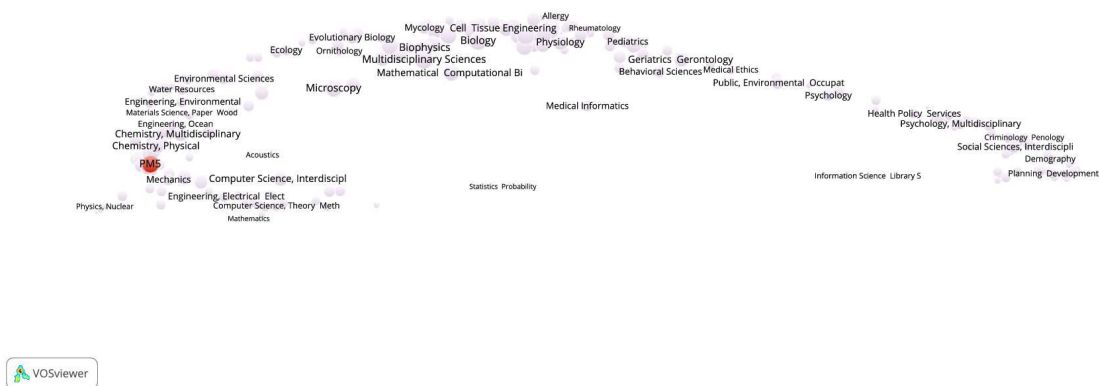 Allergy
Mycology Cell Tissue Engineering Rheumatology
Evolutionary Biology Biology Physiology Pediatrics
Ecology Ornithology Biophysics
Multidisciplinary Sciences Geriatrics Gerontology
Mathematical Computational Bi Behavioral Sciences Medical Ethics
Environmental Sciences Public, Environmental Occupat
Water Resources Microscopy Psychology
Engineering, Environmental Medical Informatics
Materials Science, Paper Wood Health Policy Services
Engineering, Ocean Psychology, Multidisciplinary
Chemistry, Multidisciplinary Criminology Penology
Chemistry, Physical Social Sciences, Interdiscipli
Acoustics Demography
PM5
Mechanics Computer Science, Interdiscipl Information Science Library S Planning Development
Statistics Probability
Engineering, Electrical Elect
Physics, Nuclear Computer Science, Theory Meth
Mathematics
VOSviewer